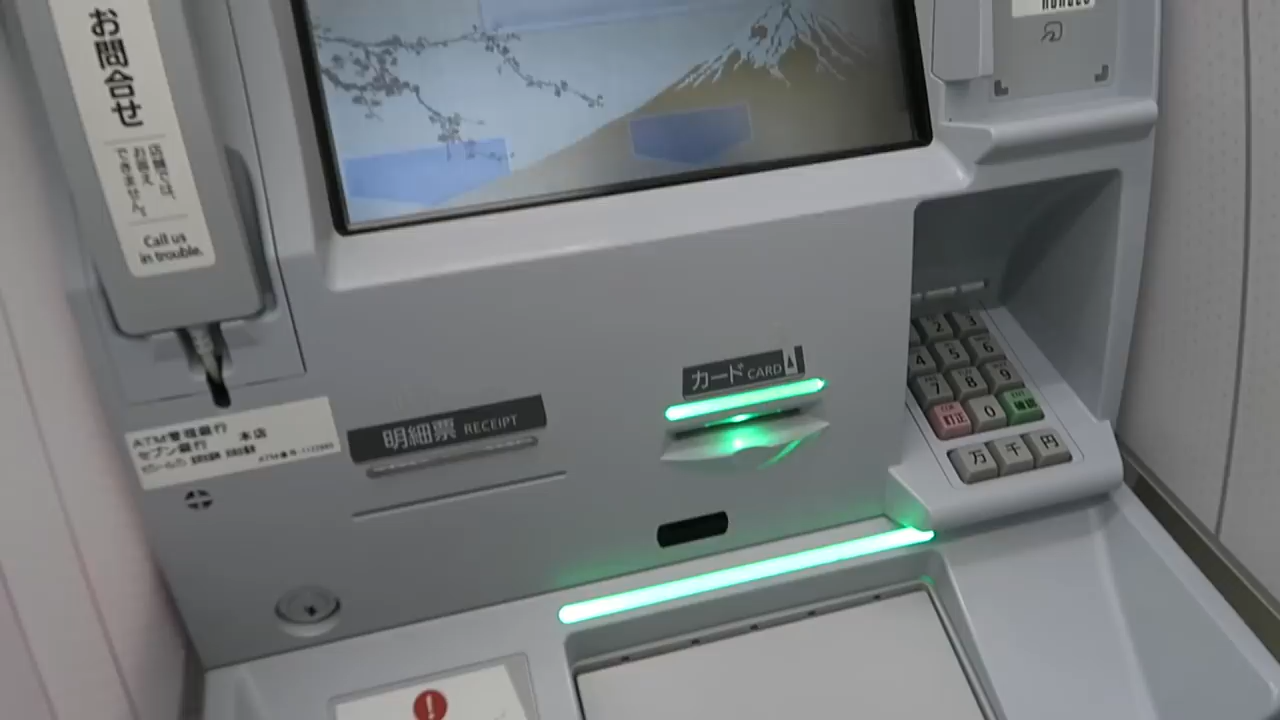 お問合せ
店舗では、
お答え
できません。
Call us
in trouble.
カード CARD
明細票 RECEIPT
ATM管理銀行
セブン銀行 本店
2 3
4 5 6
7 8 9
訂正 0 確認
万 千 円